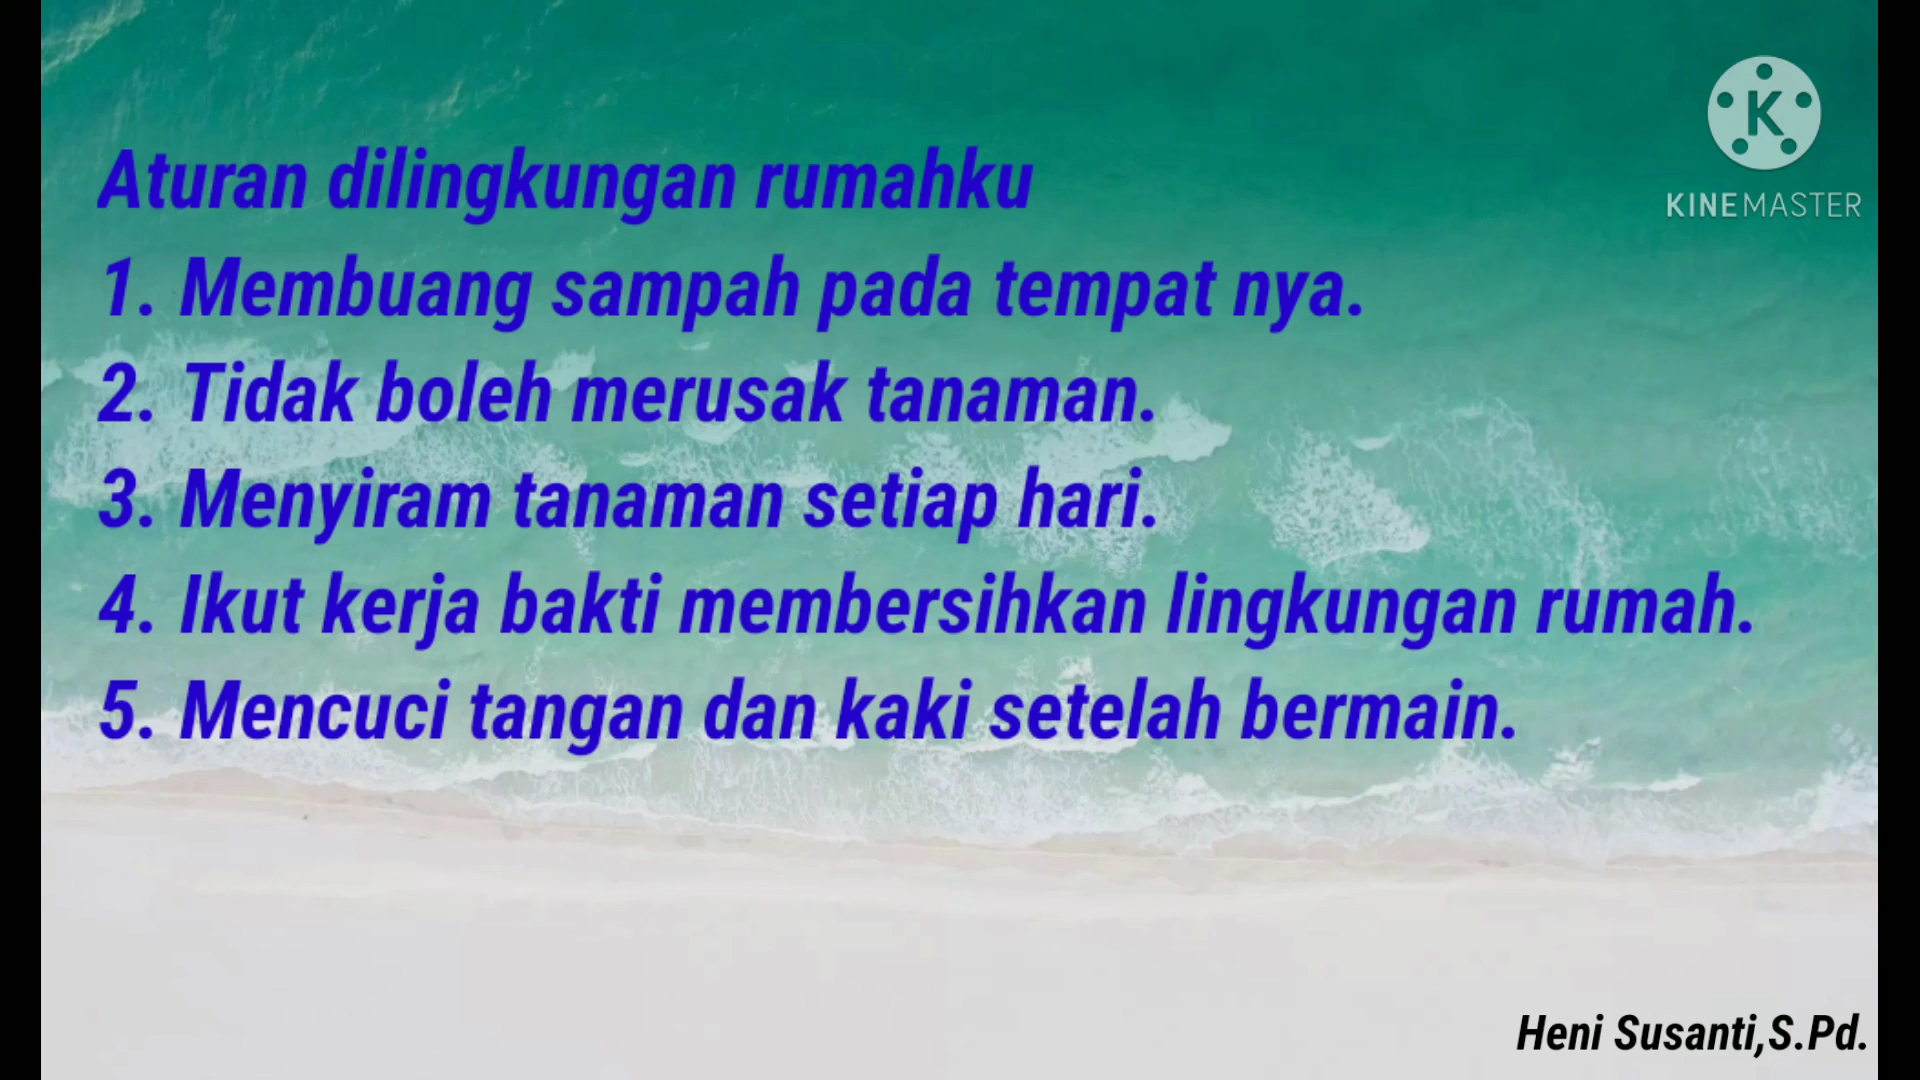 KINEMASTER
Aturan dilingkungan rumahku
1. Membuang sampah pada tempat nya.
2. Tidak boleh merusak tanaman.
3. Menyiram tanaman setiap hari.
4. Ikut kerja bakti membersihkan lingkungan rumah.
5. Mencuci tangan dan kaki setelah bermain.
Heni Susanti,S.Pd.